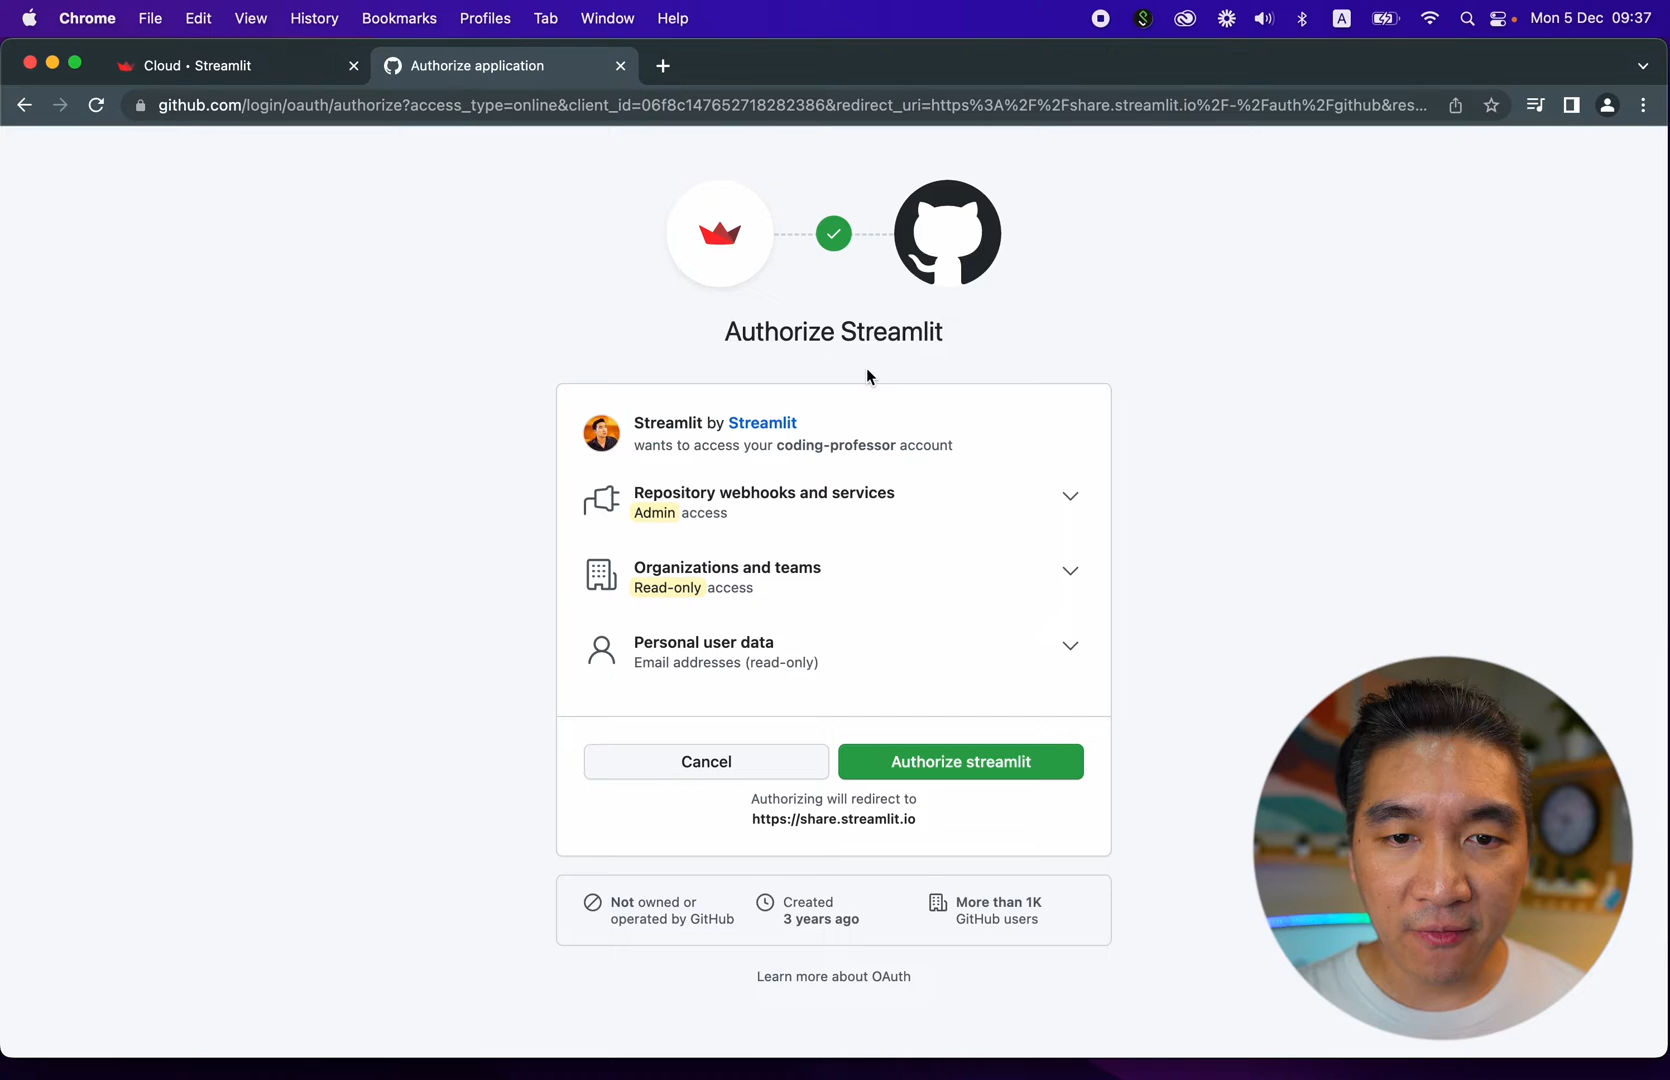 Chrome File Edit View History Bookmarks Profiles Tab Window Help
A
Mon 5 Dec 09:37
Cloud • Streamlit
Authorize application
github.com/login/oauth/authorize?access_type=online&client_id=06f8c147652718282386&redirect_uri=https%3A%2F%2Fshare.streamlit.io%2F-%2Fauth%2Fgithub&res...
Authorize Streamlit
Streamlit by Streamlit
wants to access your coding-professor account
Repository webhooks and services
Admin access
Organizations and teams
Read-only access
Personal user data
Email addresses (read-only)
Cancel
Authorize streamlit
Authorizing will redirect to
https://share.streamlit.io
Not owned or
operated by GitHub
Created
3 years ago
More than 1K
GitHub users
Learn more about OAuth